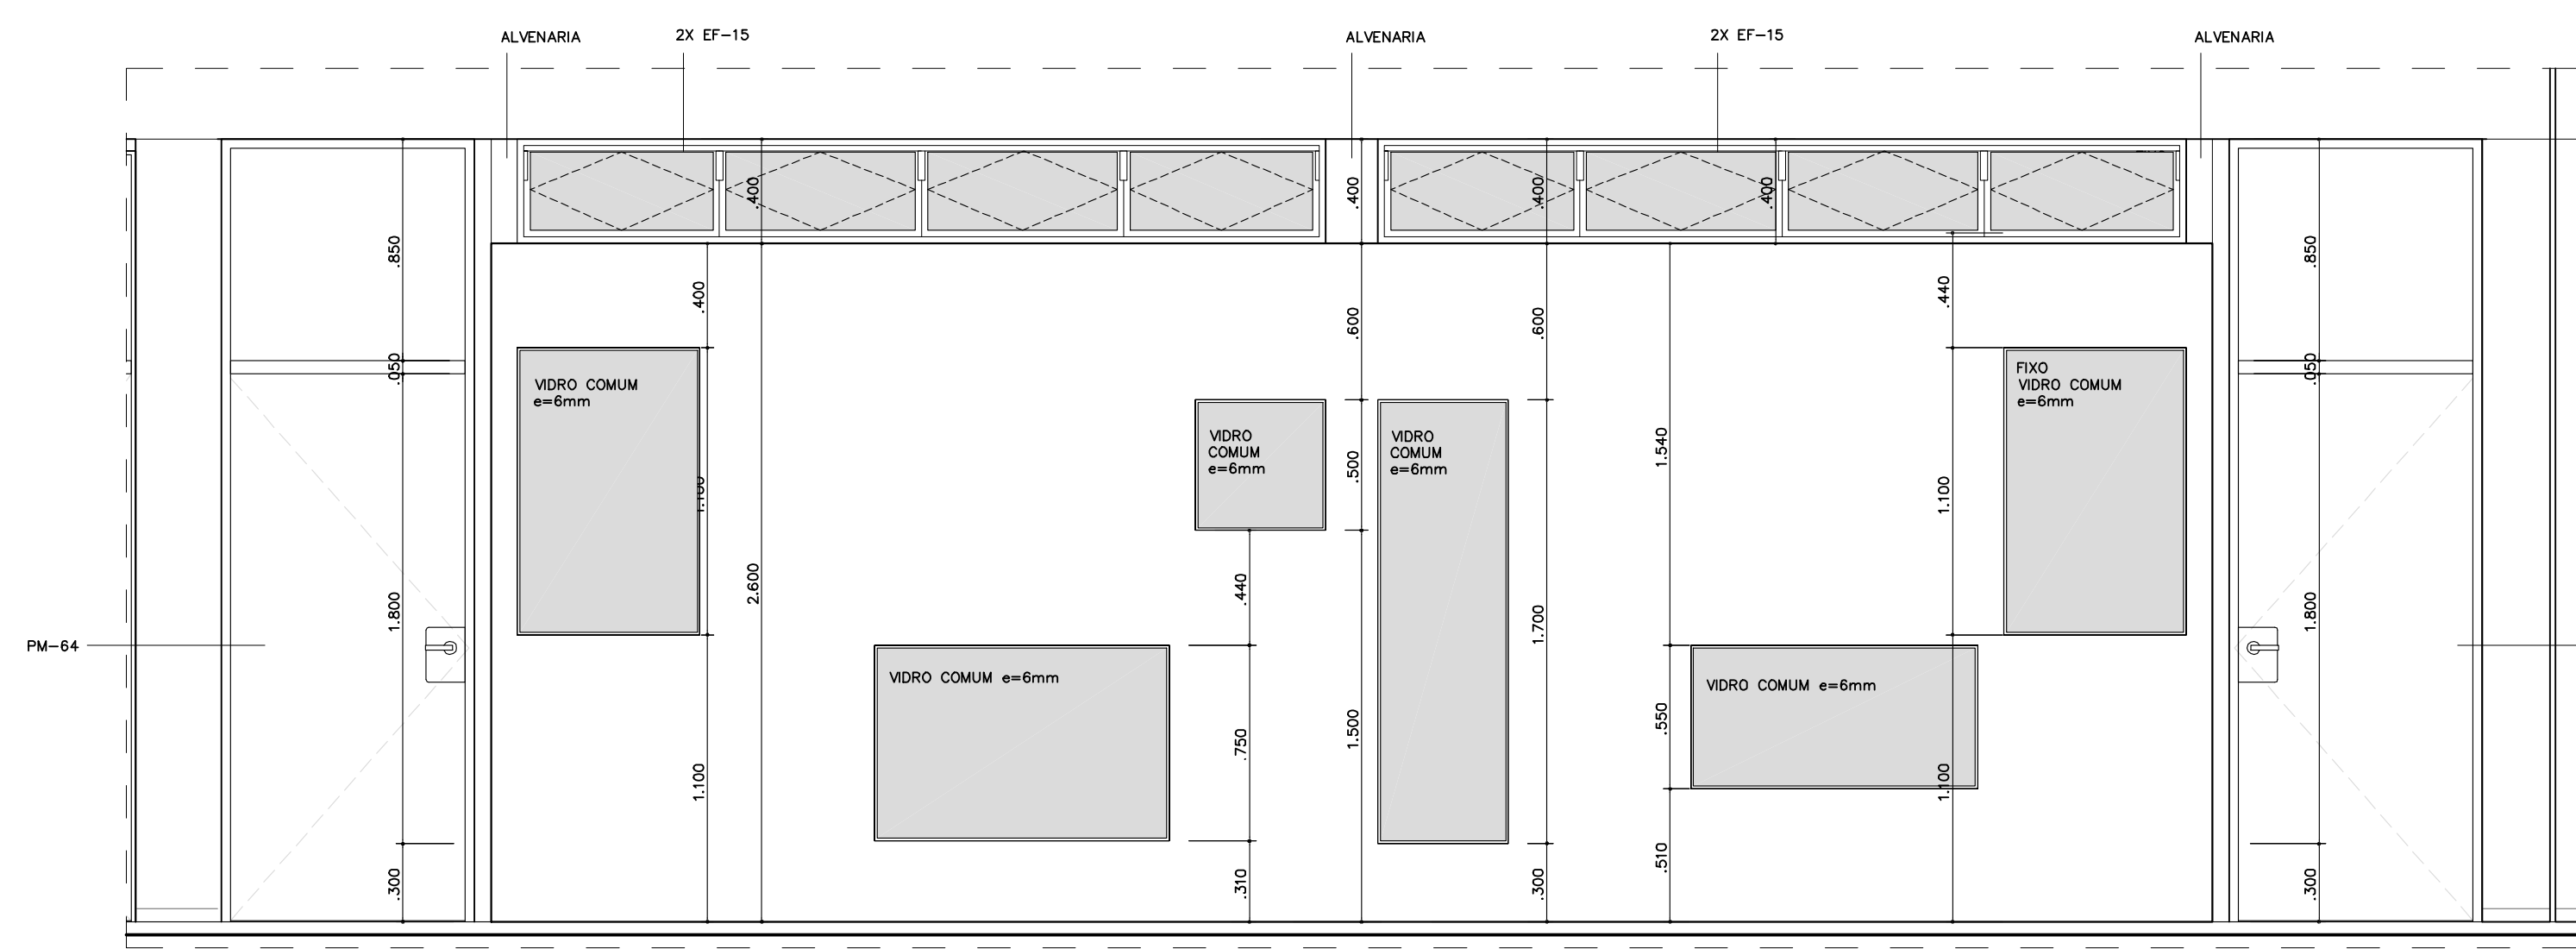 ALVENARIA
2X EF-15
ALVENARIA
2X EF-15
ALVENARIA
.400
.400
.400
.400
.850
.400
.600
.600
.440
.850
.050
.050
VIDRO COMUM
e=6mm
FIXO
VIDRO COMUM
e=6mm
VIDRO
COMUM
e=6mm
VIDRO
COMUM
e=6mm
1.100
.500
1.540
1.100
2.600
.440
1.800
1.700
1.800
PM-64
VIDRO COMUM e=6mm
VIDRO COMUM e=6mm
1.100
.750
1.500
.550
1.100
.300
.310
.300
.510
.300